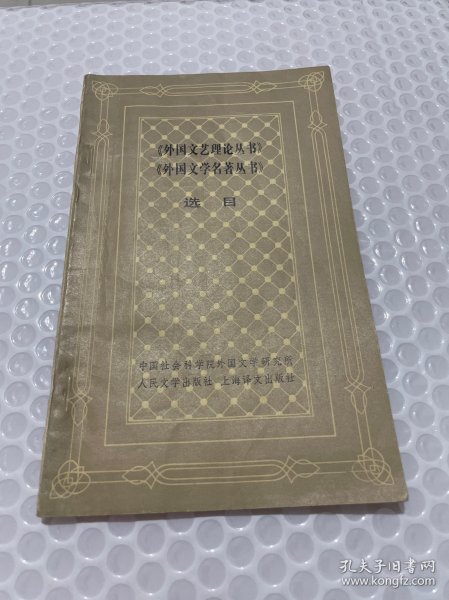 《外国文艺理论丛书》
《外国文学名著丛书》
选 目
中国社会科学院外国文学研究所
人民文学出版社 上海译文出版社
孔夫子旧书网
www.kongfz.com